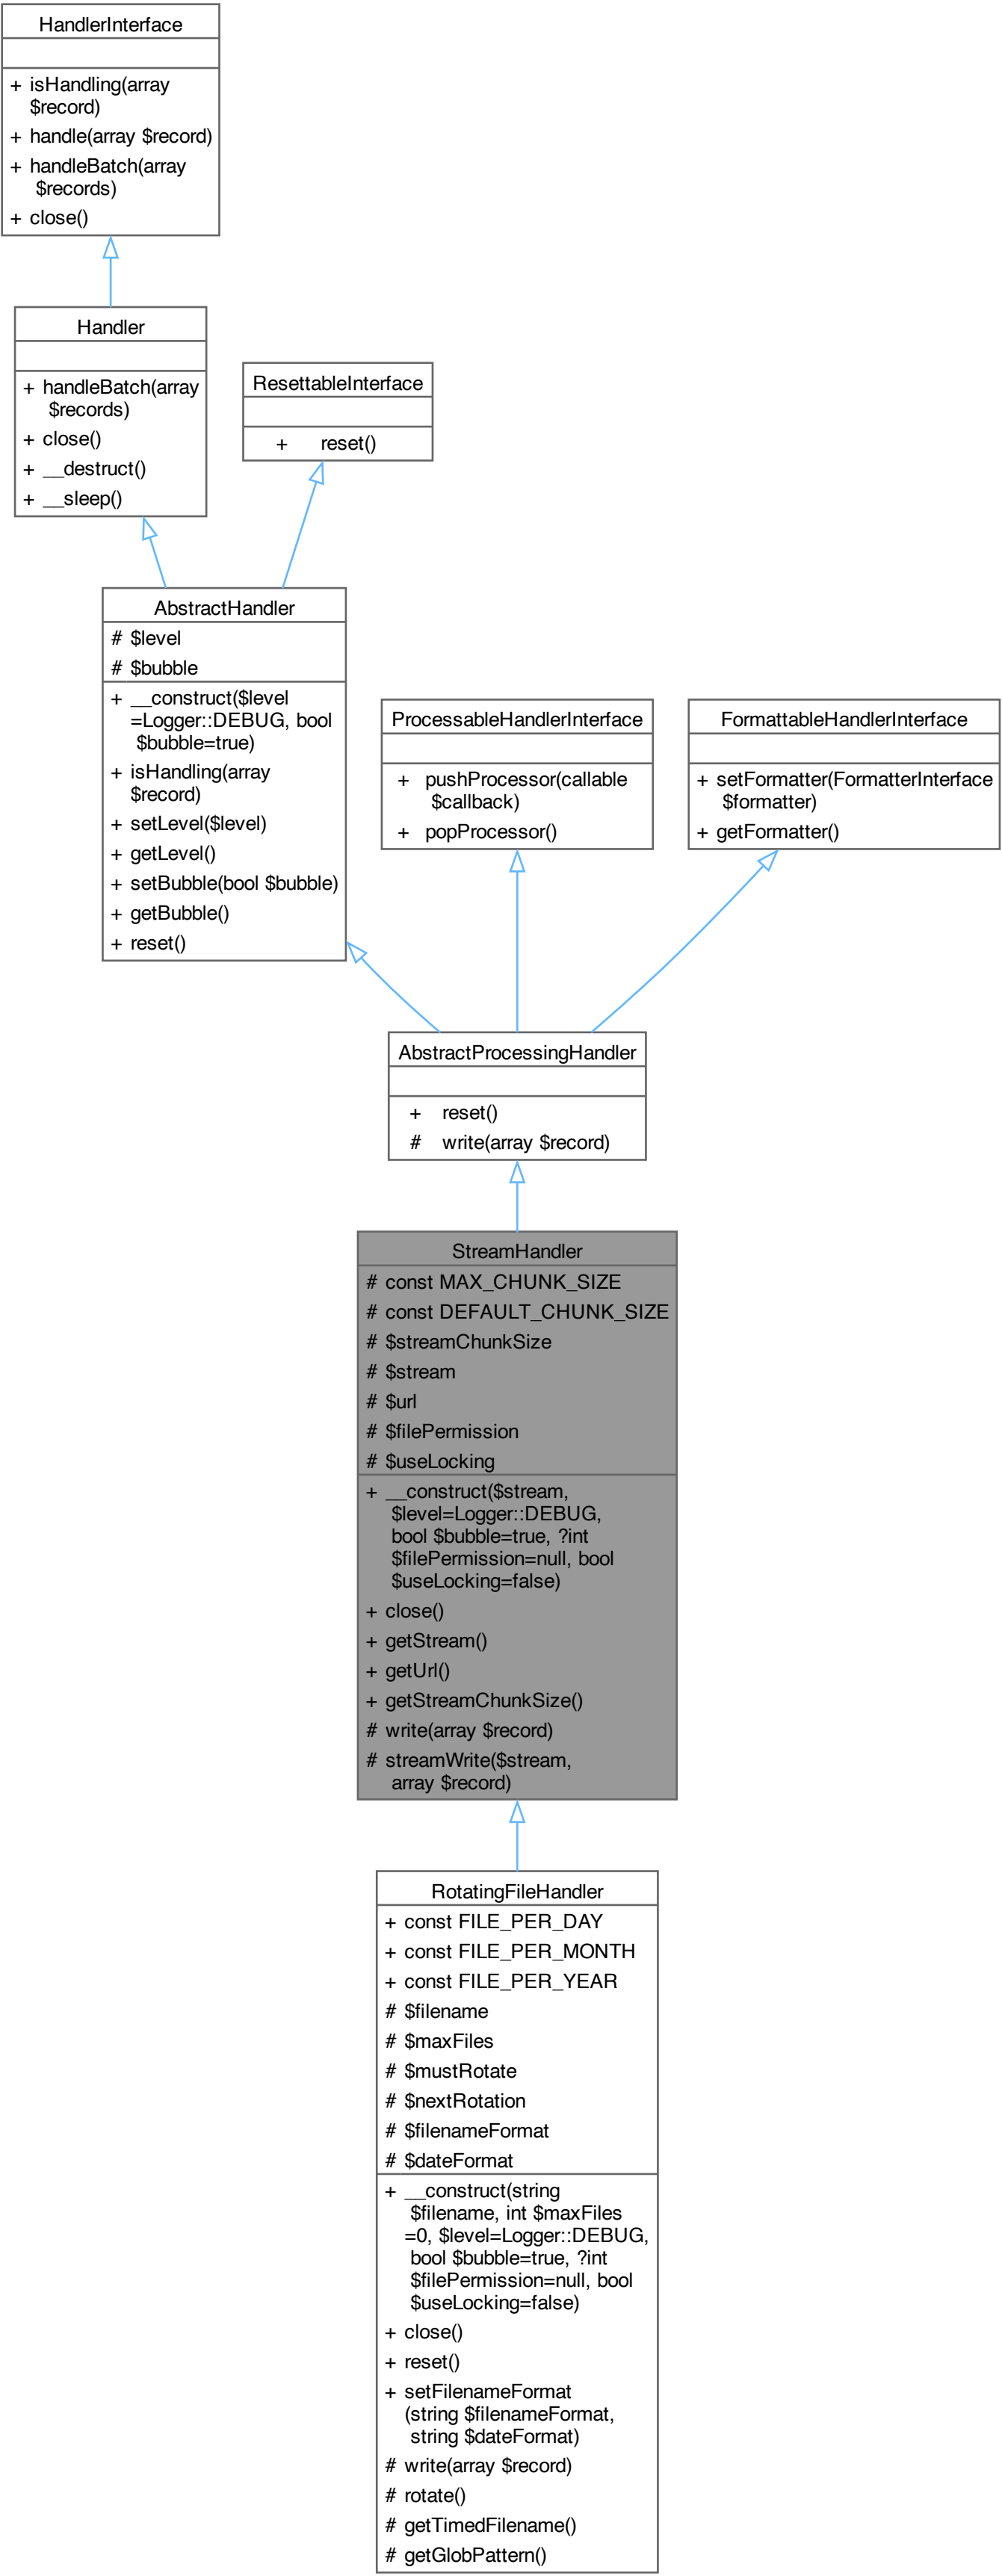 HandlerInterface
+ isHandling(array
$record)
+ handle(array $record)
+ handleBatch(array
$records)
+ close()
Handler
+ handleBatch(array
$records)
+ close()
+ __destruct()
+ __sleep()
ResettableInterface
+ reset()
AbstractHandler
# $level
# $bubble
+ __construct($level
=Logger::DEBUG, bool
$bubble=true)
+ isHandling(array
$record)
+ setLevel($level)
+ getLevel()
+ setBubble(bool $bubble)
+ getBubble()
+ reset()
ProcessableHandlerInterface
+ pushProcessor(callable
$callback)
+ popProcessor()
FormattableHandlerInterface
+ setFormatter(FormatterInterface
$formatter)
+ getFormatter()
AbstractProcessingHandler
+ reset()
# write(array $record)
StreamHandler
# const MAX_CHUNK_SIZE
# const DEFAULT_CHUNK_SIZE
# $streamChunkSize
# $stream
# $url
# $filePermission
# $useLocking
+ __construct($stream,
$level=Logger::DEBUG,
bool $bubble=true, ?int
$filePermission=null, bool
$useLocking=false)
+ close()
+ getStream()
+ getUrl()
+ getStreamChunkSize()
# write(array $record)
# streamWrite($stream,
array $record)
RotatingFileHandler
+ const FILE_PER_DAY
+ const FILE_PER_MONTH
+ const FILE_PER_YEAR
# $filename
# $maxFiles
# $mustRotate
# $nextRotation
# $filenameFormat
# $dateFormat
+ __construct(string
$filename, int $maxFiles
=0, $level=Logger::DEBUG,
bool $bubble=true, ?int
$filePermission=null, bool
$useLocking=false)
+ close()
+ reset()
+ setFilenameFormat
(string $filenameFormat,
string $dateFormat)
# write(array $record)
# rotate()
# getTimedFilename()
# getGlobPattern()